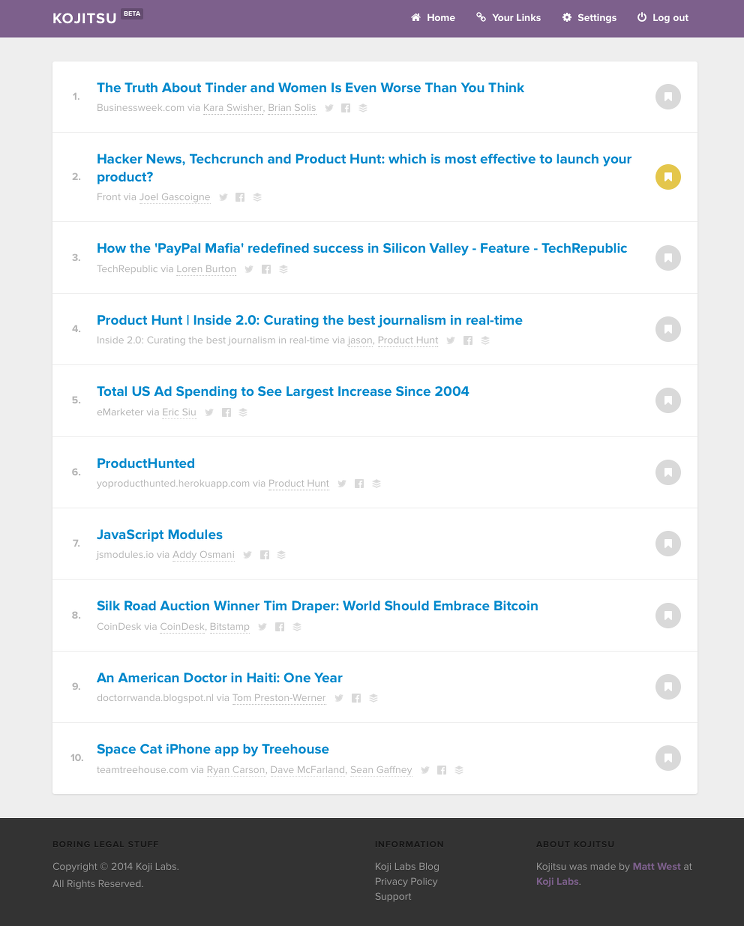 KOJITSU BETA
Home Your Links Settings Log out
1. The Truth About Tinder and Women Is Even Worse Than You Think
Businessweek.com via Kara Swisher, Brian Solis
2. Hacker News, Techcrunch and Product Hunt: which is most effective to launch your
product?
Front via Joel Gascoigne
3. How the 'PayPal Mafia' redefined success in Silicon Valley - Feature - TechRepublic
TechRepublic via Loren Burton
4. Product Hunt | Inside 2.0: Curating the best journalism in real-time
Inside 2.0: Curating the best journalism in real-time via jason, Product Hunt
5. Total US Ad Spending to See Largest Increase Since 2004
eMarketer via Eric Siu
6. ProductHunted
yoproducthunted.herokuapp.com via Product Hunt
7. JavaScript Modules
jsmodules.io via Addy Osmani
8. Silk Road Auction Winner Tim Draper: World Should Embrace Bitcoin
CoinDesk via CoinDesk, Bitstamp
9. An American Doctor in Haiti: One Year
doctorrwanda.blogspot.nl via Tom Preston-Werner
10. Space Cat iPhone app by Treehouse
teamtreehouse.com via Ryan Carson, Dave McFarland, Sean Gaffney
BORING LEGAL STUFF
Copyright © 2014 Koji Labs.
All Rights Reserved.
INFORMATION
Koji Labs Blog
Privacy Policy
Support
ABOUT KOJITSU
Kojitsu was made by Matt West at
Koji Labs.